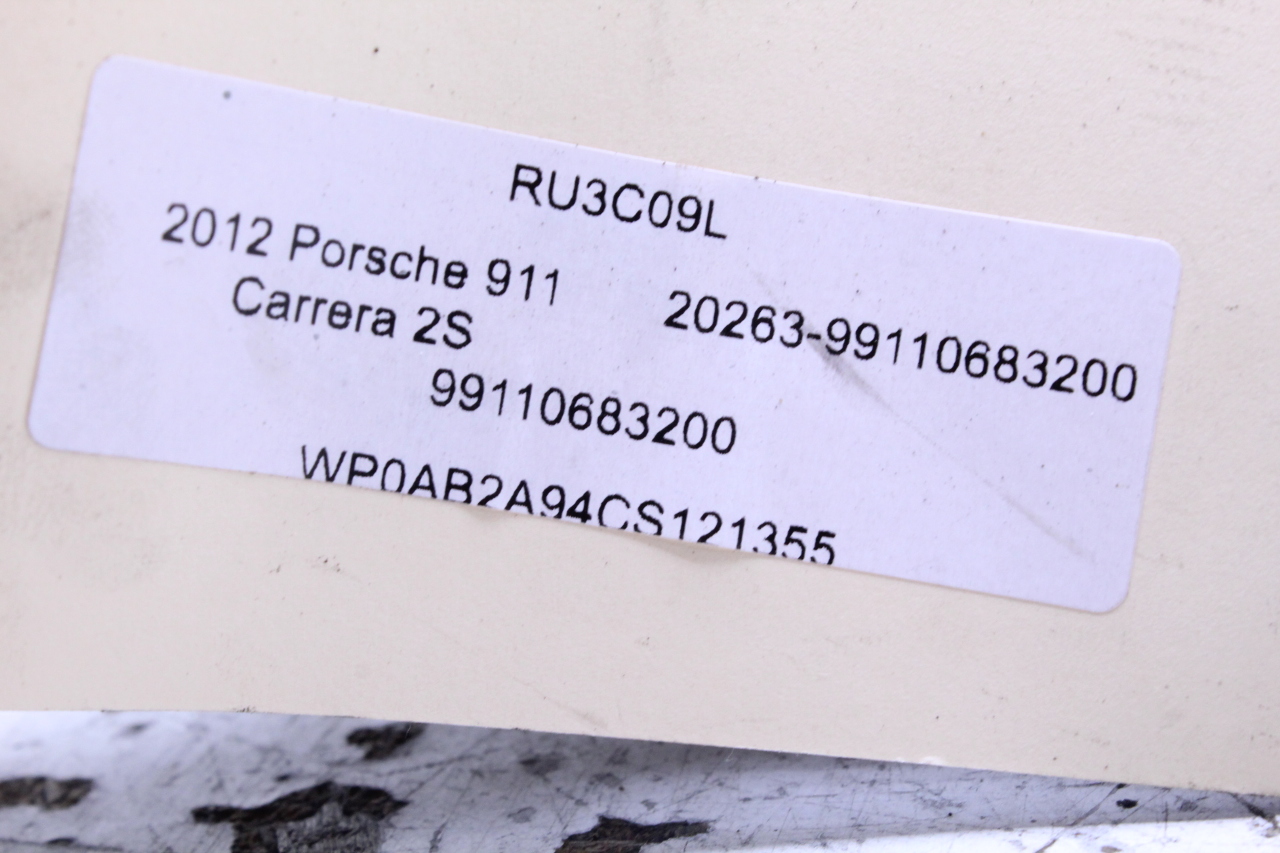 RU3C09L
2012 Porsche 911
Carrera 2S
20263-99110683200
99110683200
WP0AB2A94CS121355